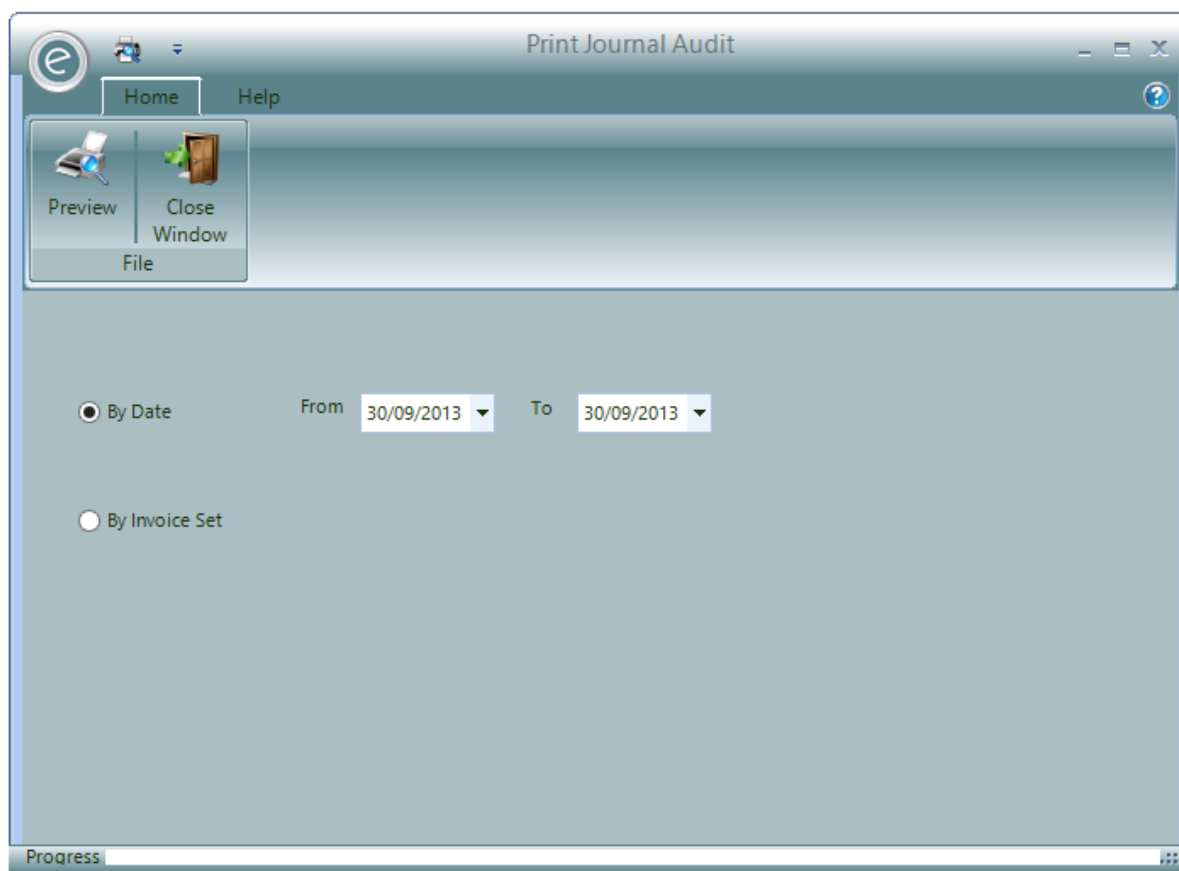 e
Print Journal Audit
Home Help
Preview Close Window
File
By Date From 30/09/2013 To 30/09/2013
By Invoice Set
Progress